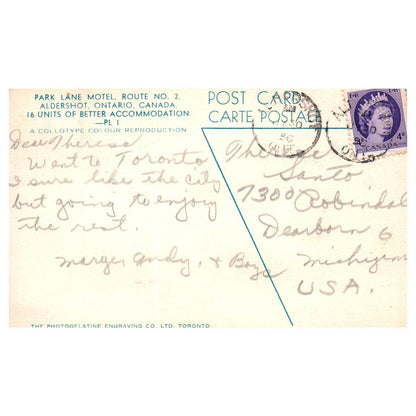 PARK LANE MOTEL, ROUTE NO. 2.
ALDERSHOT, ONTARIO, CANADA.
16 UNITS OF BETTER ACCOMMODATION
—PL 1
A COLLOTYPE COLOUR REPRODUCTION
POST CARD
CARTE POSTALE
CANADA 4¢
Dear Theresa
Went to Toronto
I sure like the city
but going to enjoy
the rest.
Marge, Andy, & Boys
Santo
7300 Robindal
Dearborn 6
Michigan
U.S.A.
THE PHOTOGELATINE ENGRAVING CO. LTD. TORONTO.